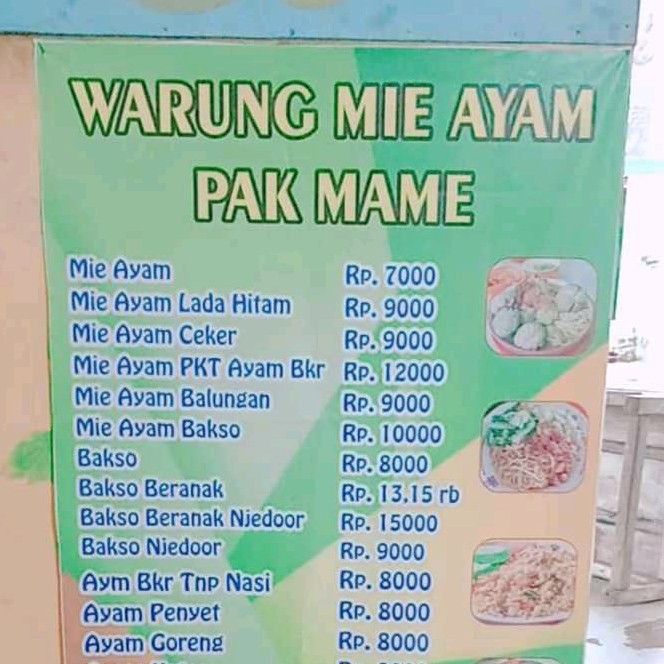 WARUNG MIE AYAM
PAK MAME
Mie Ayam Rp. 7000
Mie Ayam Lada Hitam Rp. 9000
Mie Ayam Ceker Rp. 9000
Mie Ayam PKT Ayam Bkr Rp. 12000
Mie Ayam Balungan Rp. 9000
Mie Ayam Bakso Rp. 10000
Bakso Rp. 8000
Bakso Beranak Rp. 13.15 rb
Bakso Beranak Njedoor Rp. 15000
Bakso Njedoor Rp. 9000
Aym Bkr Tnp Nasi Rp. 8000
Ayam Penyet Rp. 8000
Ayam Goreng Rp. 8000